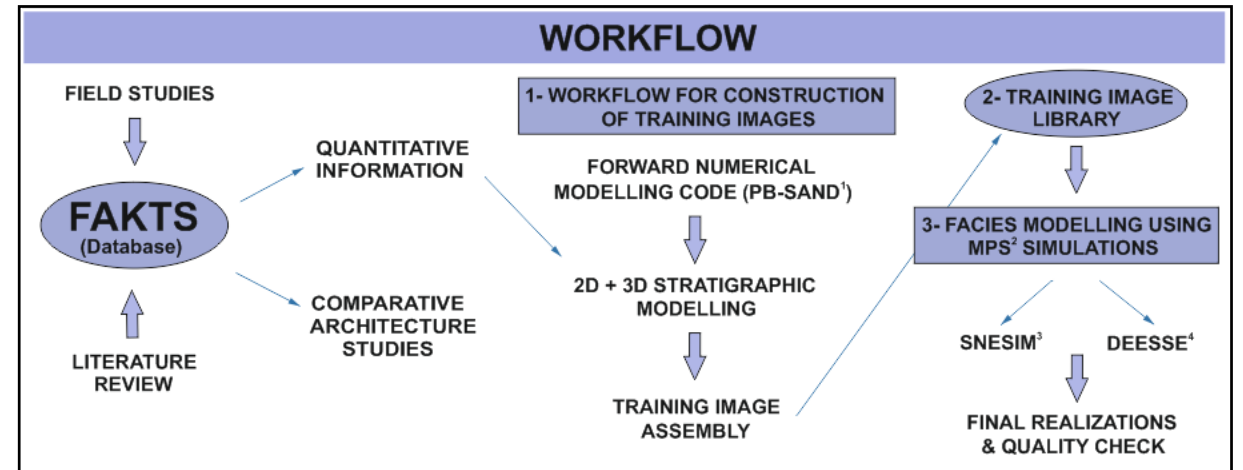 WORKFLOW
FIELD STUDIES
FAKTS
(Database)
LITERATURE
REVIEW
QUANTITATIVE
INFORMATION
COMPARATIVE
ARCHITECTURE
STUDIES
1- WORKFLOW FOR CONSTRUCTION
OF TRAINING IMAGES
FORWARD NUMERICAL
MODELLING CODE (PB-SAND¹)
2D + 3D STRATIGRAPHIC
MODELLING
TRAINING IMAGE
ASSEMBLY
2- TRAINING IMAGE
LIBRARY
3- FACIES MODELLING USING
MPS² SIMULATIONS
SNESIM³
DEESSE⁴
FINAL REALIZATIONS
& QUALITY CHECK